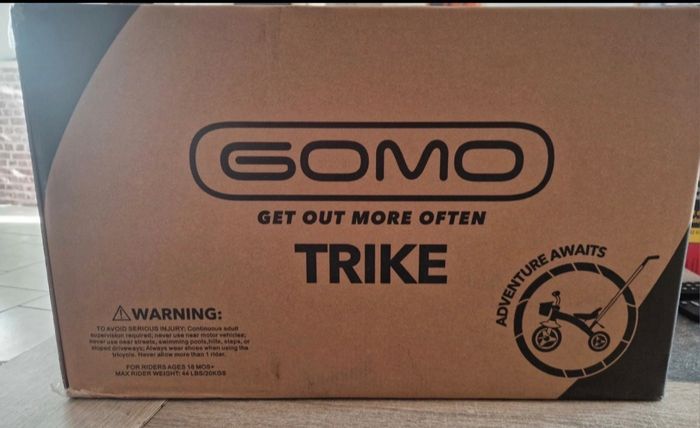 GOMO
GET OUT MORE OFTEN
TRIKE
ADVENTURE AWAITS
WARNING:
TO AVOID SERIOUS INJURY: Continuous adult
supervision required; never use near motor vehicles;
never use near streets, swimming pools, hills, steps, or
sloped driveways; Always wear shoes when using the
tricycle. Never allow more than 1 rider.
FOR RIDERS AGES 18 MOS+
MAX RIDER WEIGHT: 44 LBS/20KGS